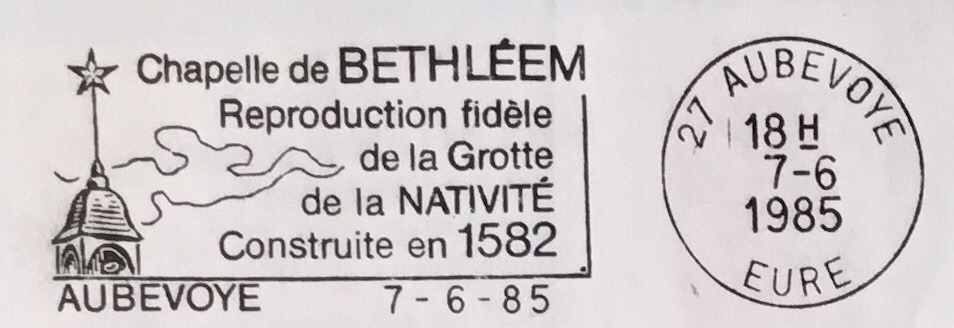 Chapelle de BETHLÉEM
Reproduction fidèle
de la Grotte
de la NATIVITÉ
Construite en 1582
AUBEVOYE 7-6-85
27 AUBEVOYE
18 H
7-6
1985
EURE